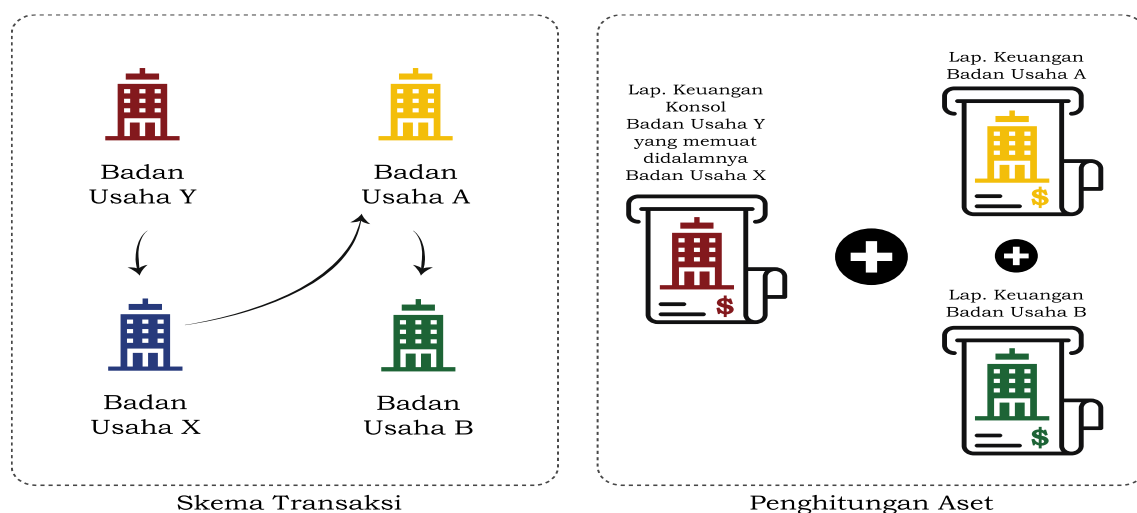 Badan
Usaha Y
Badan
Usaha A
Badan
Usaha X
Badan
Usaha B
Skema Transaksi
Lap. Keuangan
Konsol
Badan Usaha Y
yang memuat
didalamnya
Badan Usaha X
$
Lap. Keuangan
Badan Usaha A
$
Lap. Keuangan
Badan Usaha B
$
Penghitungan Aset